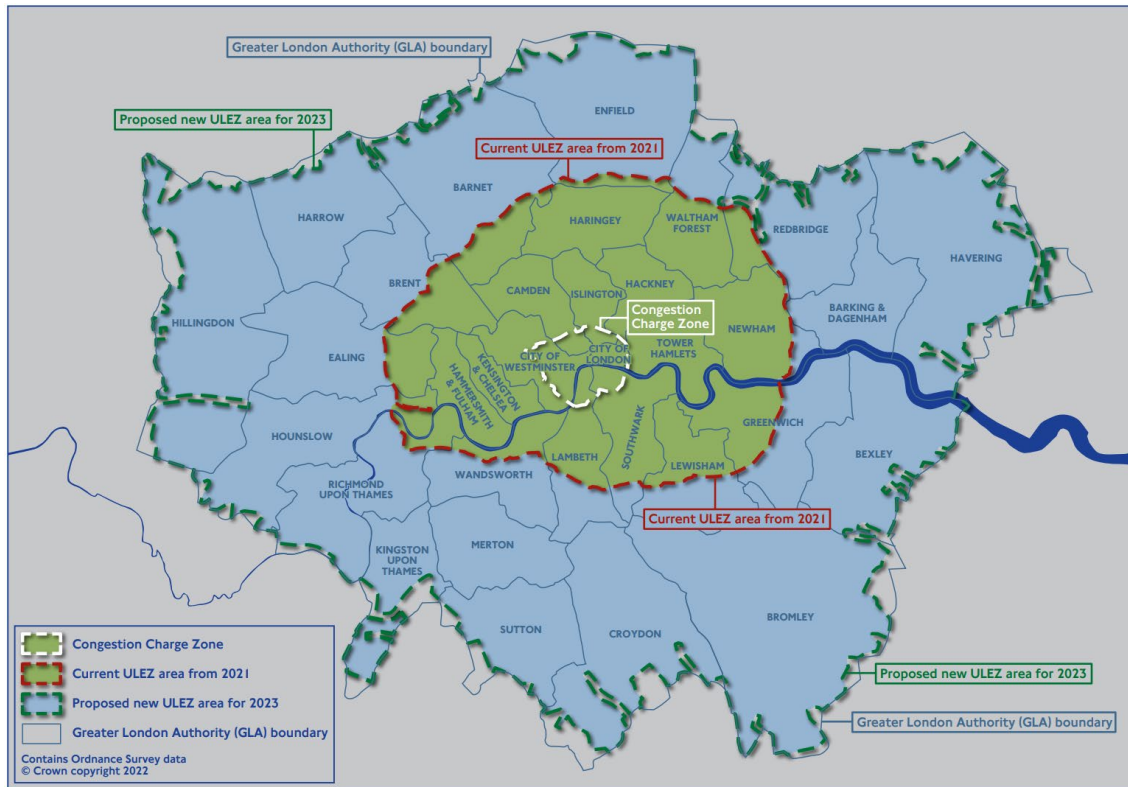 Greater London Authority (GLA) boundary
ENFIELD
Proposed new ULEZ area for 2023
Current ULEZ area from 2021
BARNET
HARROW
HARINGEY
WALTHAM
FOREST
REDBRIDGE
HAVERING
BRENT
CAMDEN
ISLINGTON
HACKNEY
Congestion
Charge Zone
HILLINGDON
BARKING &
DAGENHAM
NEWHAM
EALING
TOWER
HAMLETS
CITY OF
WESTMINSTER
CITY OF
LONDON
KENSINGTON
& CHELSEA
HAMMERSMITH
& FULHAM
HOUNSLOW
GREENWICH
SOUTHWARK
BEXLEY
LAMBETH
LEWISHAM
WANDSWORTH
RICHMOND
UPON THAMES
Current ULEZ area from 2021
MERTON
KINGSTON
UPON
THAMES
BROMLEY
SUTTON
CROYDON
Proposed new ULEZ area for 2023
Greater London Authority (GLA) boundary
Congestion Charge Zone
Current ULEZ area from 2021
Proposed new ULEZ area for 2023
Greater London Authority (GLA) boundary
Contains Ordnance Survey data
© Crown copyright 2022